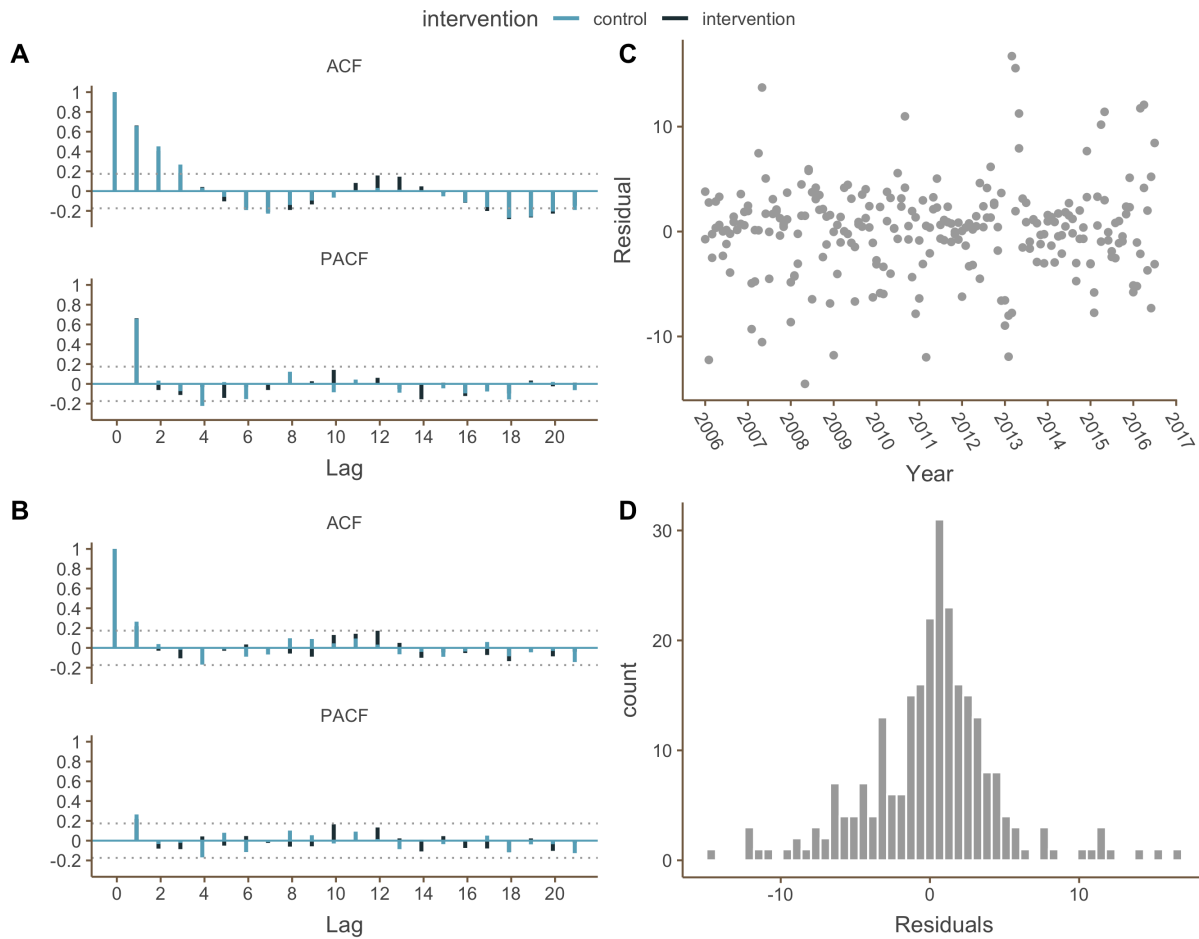 intervention control intervention
A
ACF
1
0.8
0.6
0.4
0.2
0
-0.2
PACF
1
0.8
0.6
0.4
0.2
0
-0.2
0 2 4 6 8 10 12 14 16 18 20
Lag
C
Residual
10
0
-10
2006 2007 2008 2009 2010 2011 2012 2013 2014 2015 2016 2017
Year
B
ACF
1
0.8
0.6
0.4
0.2
0
-0.2
PACF
1
0.8
0.6
0.4
0.2
0
-0.2
0 2 4 6 8 10 12 14 16 18 20
Lag
D
count
30
20
10
0
-10 0 10
Residuals